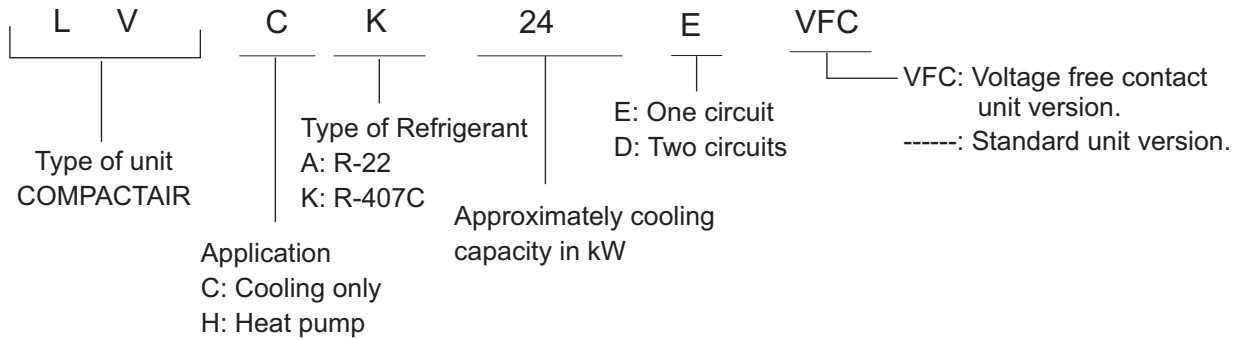 L V C K 24 E VFC
VFC: Voltage free contact
unit version.
------: Standard unit version.
E: One circuit
D: Two circuits
Type of Refrigerant
A: R-22
K: R-407C
Type of unit
COMPACTAIR
Approximately cooling
capacity in kW
Application
C: Cooling only
H: Heat pump